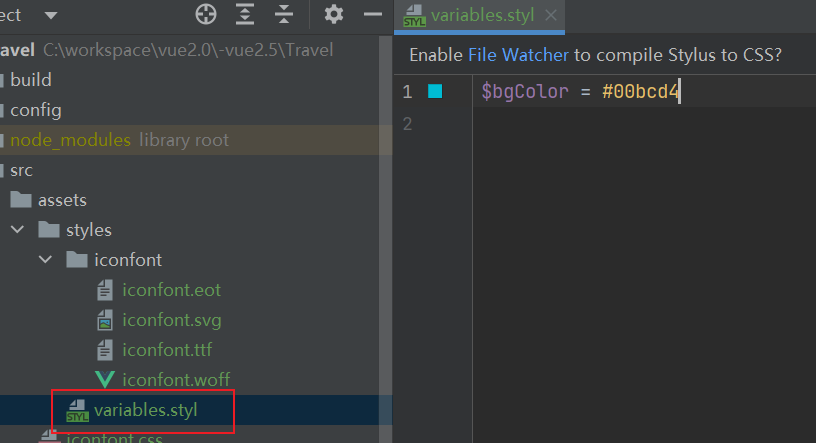 ect
avel C:\workspace\vue2.0\-vue2.5\Travel
build
config
node_modules library root
src
assets
styles
iconfont
iconfont.eot
iconfont.svg
iconfont.ttf
iconfont.woff
STYL variables.styl
iconfont.css
STYL variables.styl
Enable File Watcher to compile Stylus to CSS?
1 $bgColor = #00bcd4
2